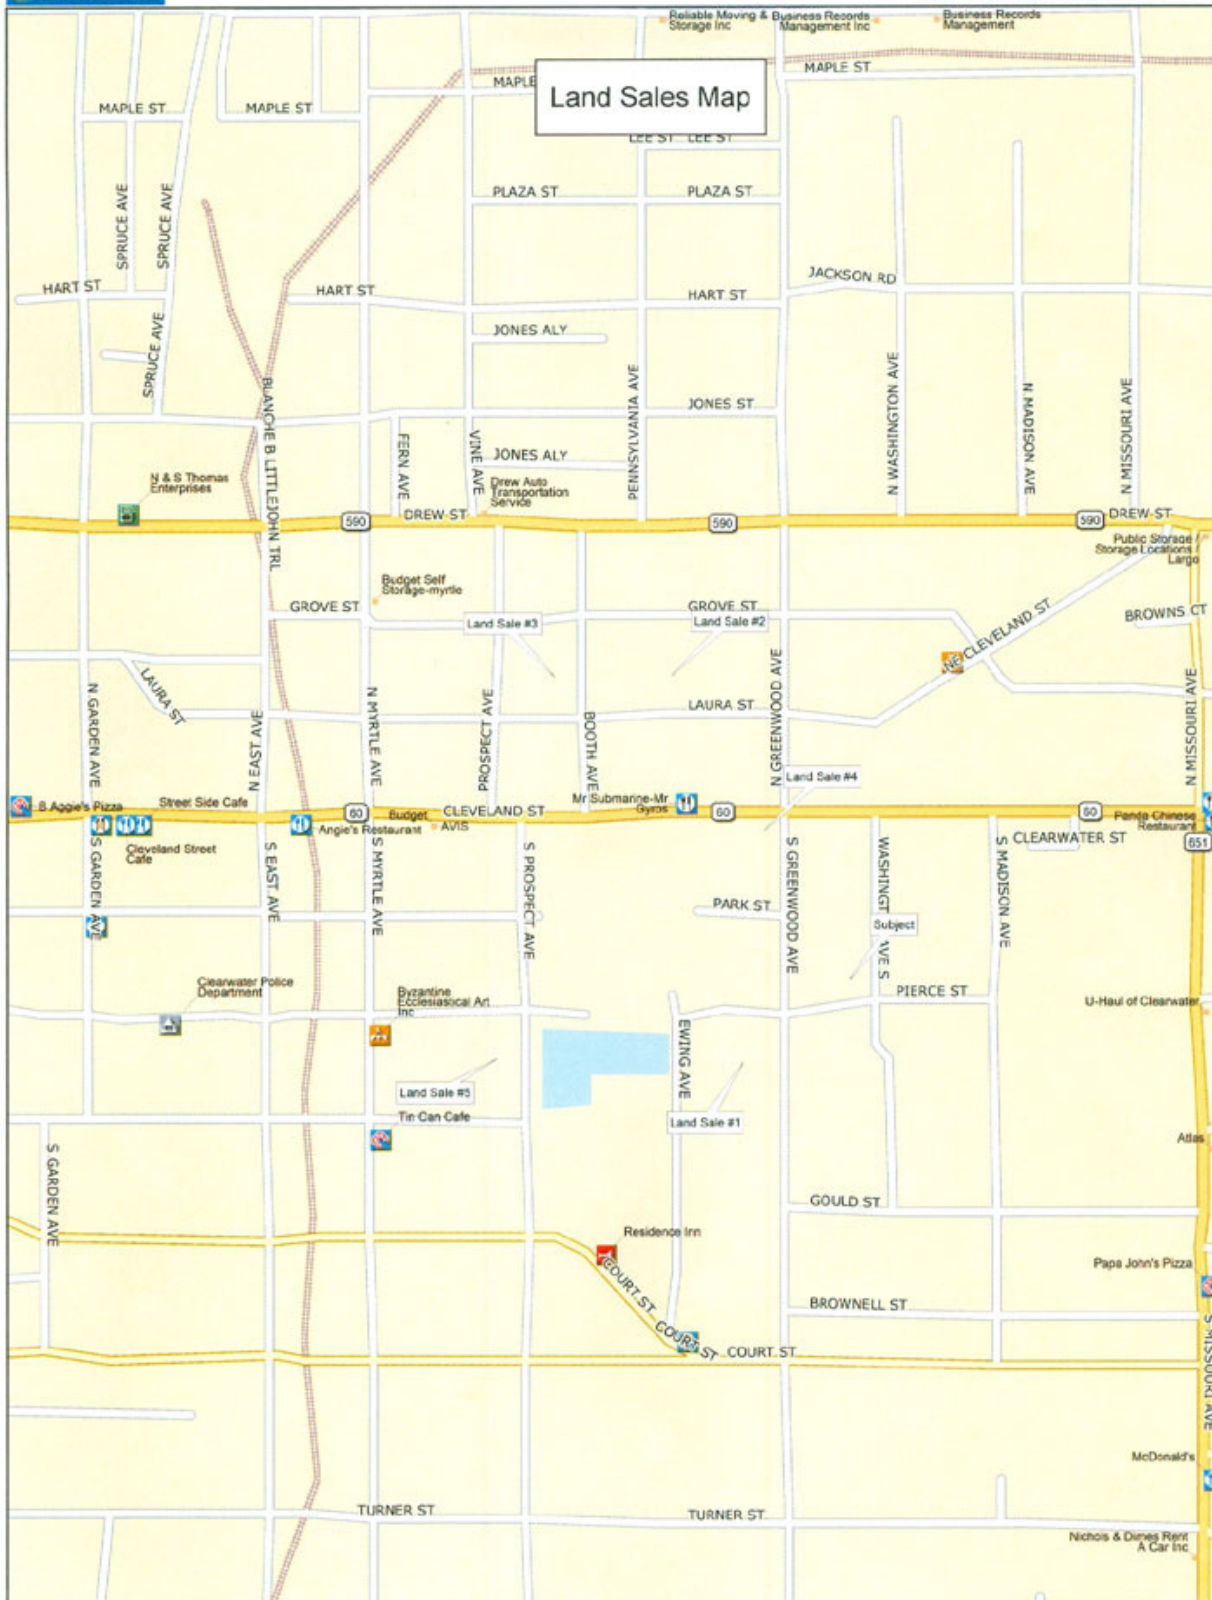 Reliable Moving &
Storage Inc
Business Records
Management Inc
Business Records
Management
Land Sales Map
MAPLE
MAPLE ST
MAPLE ST
MAPLE ST
LEE ST
LEE ST
PLAZA ST
PLAZA ST
SPRUCE AVE
SPRUCE AVE
SPRUCE AVE
HART ST
HART ST
HART ST
JACKSON RD
JONES ALY
JONES ST
JONES ALY
BLANCHE B LITTLEJOHN TRL
FERN AVE
VINE AVE
PENNSYLVANIA AVE
N WASHINGTON AVE
N MADISON AVE
N MISSOURI AVE
N & S Thomas
Enterprises
Drew Auto
Transportation
Service
590
DREW ST
590
590
DREW ST
Public Storage /
Storage Locations /
Largo
Budget Self
Storage-myrtle
GROVE ST
GROVE ST
Land Sale #3
Land Sale #2
NE CLEVELAND ST
BROWNS CT
LAURA ST
LAURA ST
N GARDEN AVE
N EAST AVE
N MYRTLE AVE
PROSPECT AVE
BOOTH AVE
N GREENWOOD AVE
N MISSOURI AVE
Land Sale #4
B Aggie's Pizza
Street Side Cafe
60
Budget
AVIS
CLEVELAND ST
Mr Submarine-Mr
Gyros
60
60
Panda Chinese
Restaurant
Angie's Restaurant
Cleveland Street
Cafe
CLEARWATER ST
651
S GARDEN AVE
S EAST AVE
S MYRTLE AVE
S PROSPECT AVE
S GREENWOOD AVE
WASHINGT
AVE S
S MADISON AVE
PARK ST
Subject
Clearwater Police
Department
Byzantine
Ecclesiastical Art
Inc
PIERCE ST
U-Haul of Clearwater
EWING AVE
Land Sale #5
Land Sale #1
Tin Can Cafe
Atlas
S GARDEN AVE
GOULD ST
Residence Inn
Papa John's Pizza
COURT ST
BROWNELL ST
COURT ST
COURT ST
S MISSOURI AVE
McDonald's
TURNER ST
TURNER ST
Nichols & Dimes Rent
A Car Inc